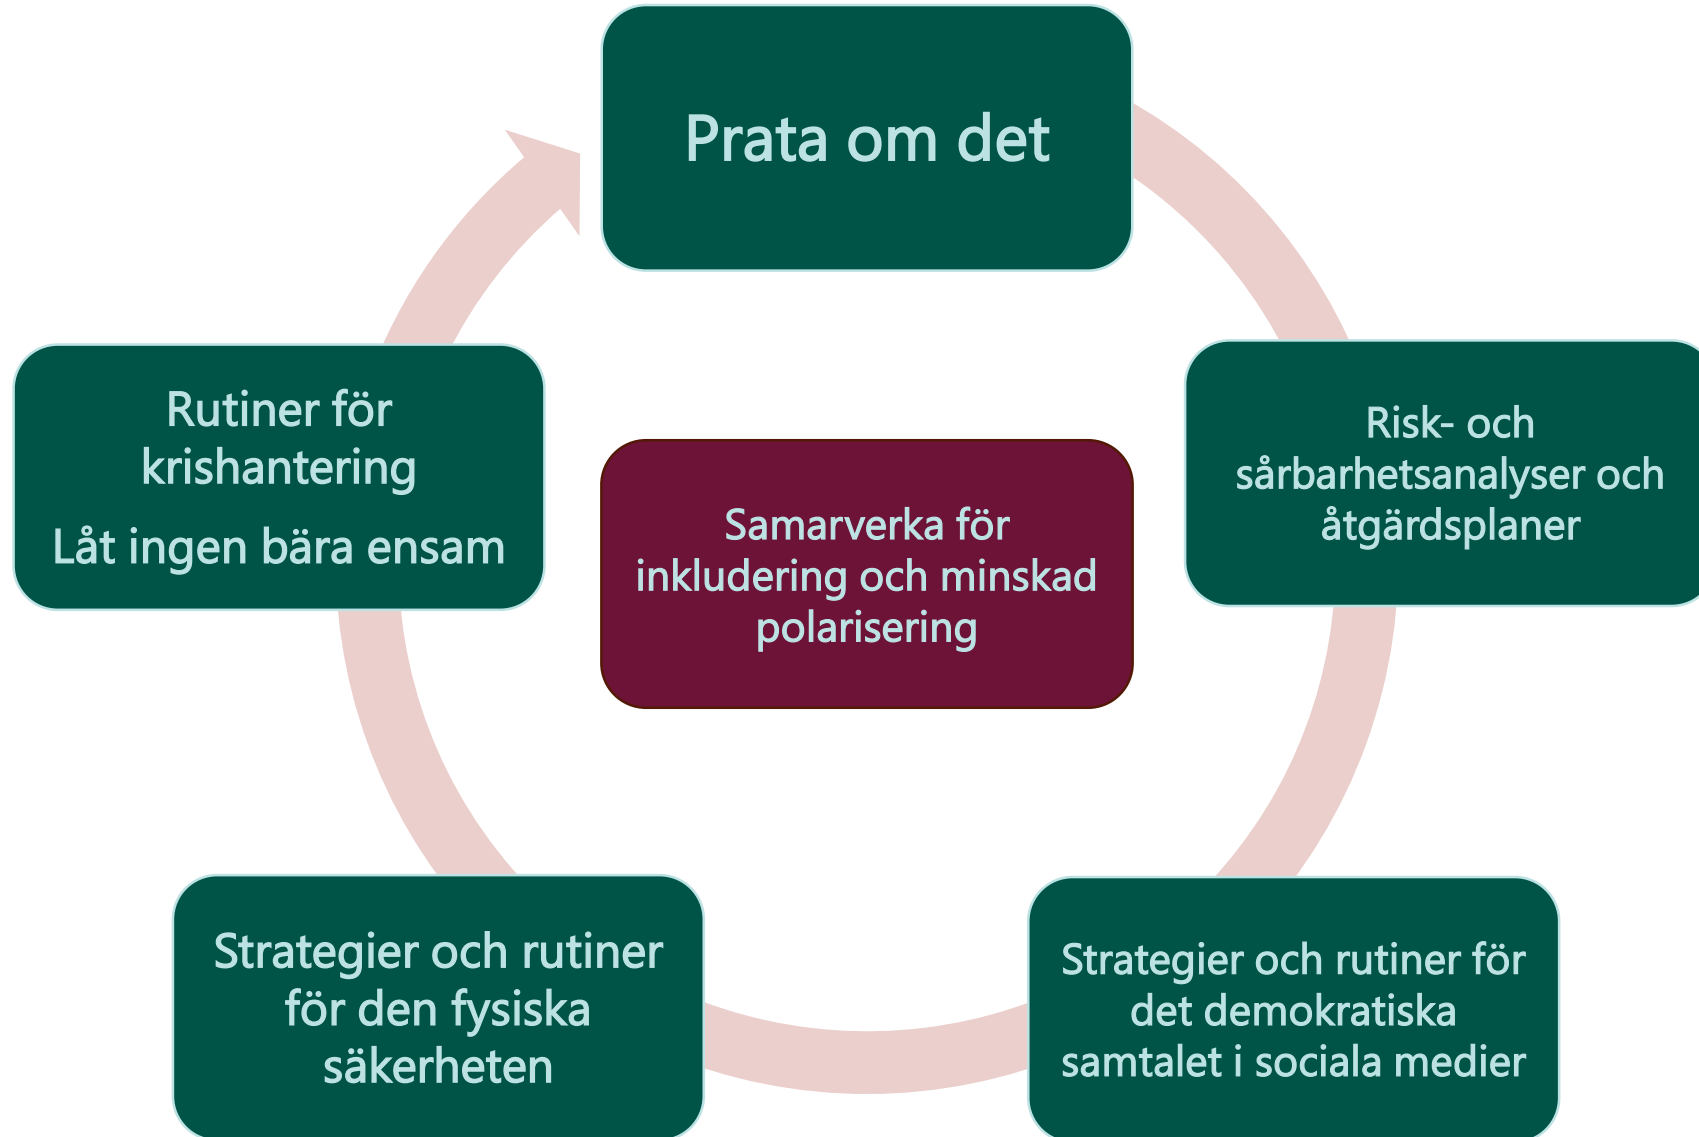 Prata om det
Risk- och
sårbarhetsanalyser och
åtgärdsplaner
Strategier och rutiner för
det demokratiska
samtalet i sociala medier
Strategier och rutiner
för den fysiska
säkerheten
Rutiner för
krishantering
Låt ingen bära ensam
Samarverka för
inkludering och minskad
polarisering